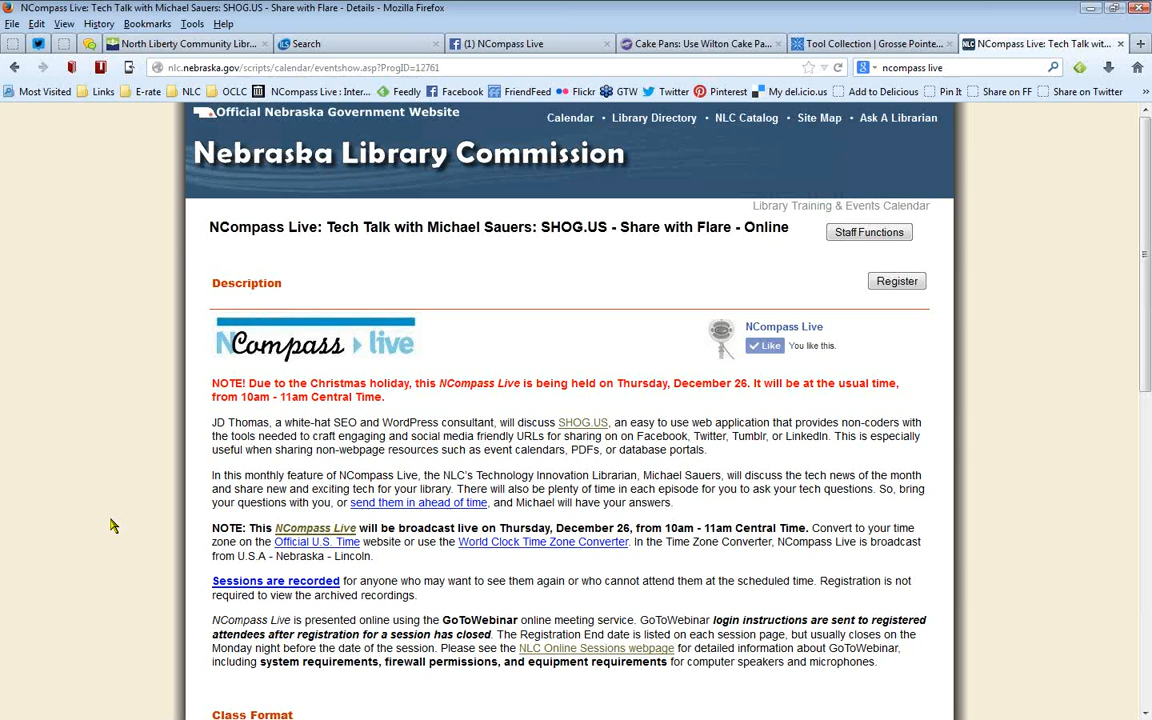 NCompass Live: Tech Talk with Michael Sauers: SHOG.US - Share with Flare - Details - Mozilla Firefox
File Edit View History Bookmarks Tools Help
North Liberty Community Libr...
Search
(1) NCompass Live
Cake Pans: Use Wilton Cake Pa...
Tool Collection | Grosse Pointe...
NCompass Live: Tech Talk wit...
nlc.nebraska.gov/scripts/calendar/eventshow.asp?ProgID=12761
ncompass live
Most Visited Links E-rate NLC OCLC NCompass Live : Inter... Feedly Facebook FriendFeed Flickr GTW Twitter Pinterest My del.icio.us Add to Delicious Pin It Share on FF Share on Twitter »
Official Nebraska Government Website
Calendar • Library Directory • NLC Catalog • Site Map • Ask A Librarian
Nebraska Library Commission
Library Training & Events Calendar
NCompass Live: Tech Talk with Michael Sauers: SHOG.US - Share with Flare - Online
Staff Functions
Description
Register
NCompass live
NCompass Live
Like You like this.
NOTE! Due to the Christmas holiday, this NCompass Live is being held on Thursday, December 26. It will be at the usual time,
from 10am - 11am Central Time.
JD Thomas, a white-hat SEO and WordPress consultant, will discuss SHOG.US, an easy to use web application that provides non-coders with
the tools needed to craft engaging and social media friendly URLs for sharing on on Facebook, Twitter, Tumblr, or LinkedIn. This is especially
useful when sharing non-webpage resources such as event calendars, PDFs, or database portals.
In this monthly feature of NCompass Live, the NLC's Technology Innovation Librarian, Michael Sauers, will discuss the tech news of the month
and share new and exciting tech for your library. There will also be plenty of time in each episode for you to ask your tech questions. So, bring
your questions with you, or send them in ahead of time, and Michael will have your answers.
NOTE: This NCompass Live will be broadcast live on Thursday, December 26, from 10am - 11am Central Time. Convert to your time
zone on the Official U.S. Time website or use the World Clock Time Zone Converter. In the Time Zone Converter, NCompass Live is broadcast
from U.S.A - Nebraska - Lincoln.
Sessions are recorded for anyone who may want to see them again or who cannot attend them at the scheduled time. Registration is not
required to view the archived recordings.
NCompass Live is presented online using the GoToWebinar online meeting service. GoToWebinar login instructions are sent to registered
attendees after registration for a session has closed. The Registration End date is listed on each session page, but usually closes on the
Monday night before the date of the session. Please see the NLC Online Sessions webpage for detailed information about GoToWebinar,
including system requirements, firewall permissions, and equipment requirements for computer speakers and microphones.
Class Format